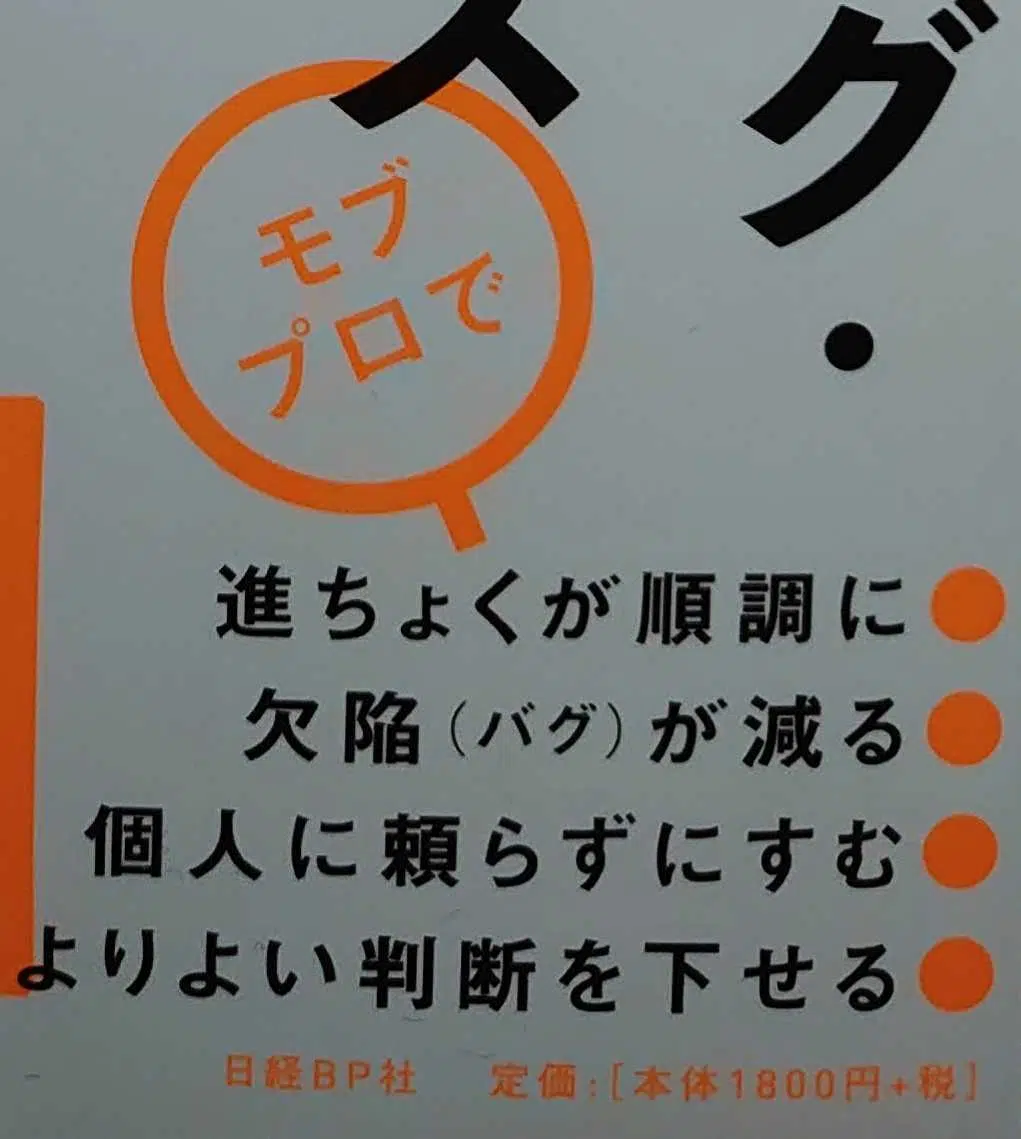 グ・
ス
モブ
プロで
進ちょくが順調に
欠陥（バグ）が減る
個人に頼らずにすむ
よりよい判断を下せる
日経BP社 定価:[本体1800円+税]